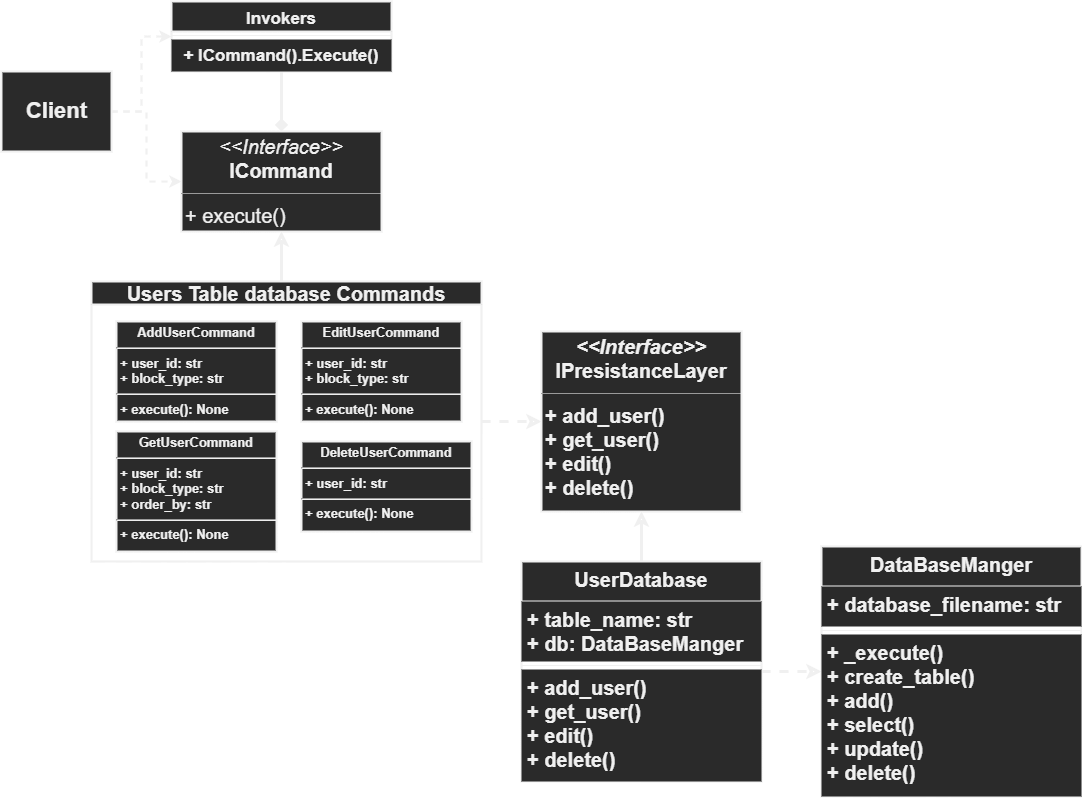 Invokers
+ ICommand().Execute()
Client
<<Interface>>
ICommand
+ execute()
Users Table database Commands
AddUserCommand
+ user_id: str
+ block_type: str
+ execute(): None
EditUserCommand
+ user_id: str
+ block_type: str
+ execute(): None
GetUserCommand
+ user_id: str
+ block_type: str
+ order_by: str
+ execute(): None
DeleteUserCommand
+ user_id: str
+ execute(): None
<<Interface>>
IPresistanceLayer
+ add_user()
+ get_user()
+ edit()
+ delete()
UserDatabase
+ table_name: str
+ db: DataBaseManger
+ add_user()
+ get_user()
+ edit()
+ delete()
DataBaseManger
+ database_filename: str
+ _execute()
+ create_table()
+ add()
+ select()
+ update()
+ delete()